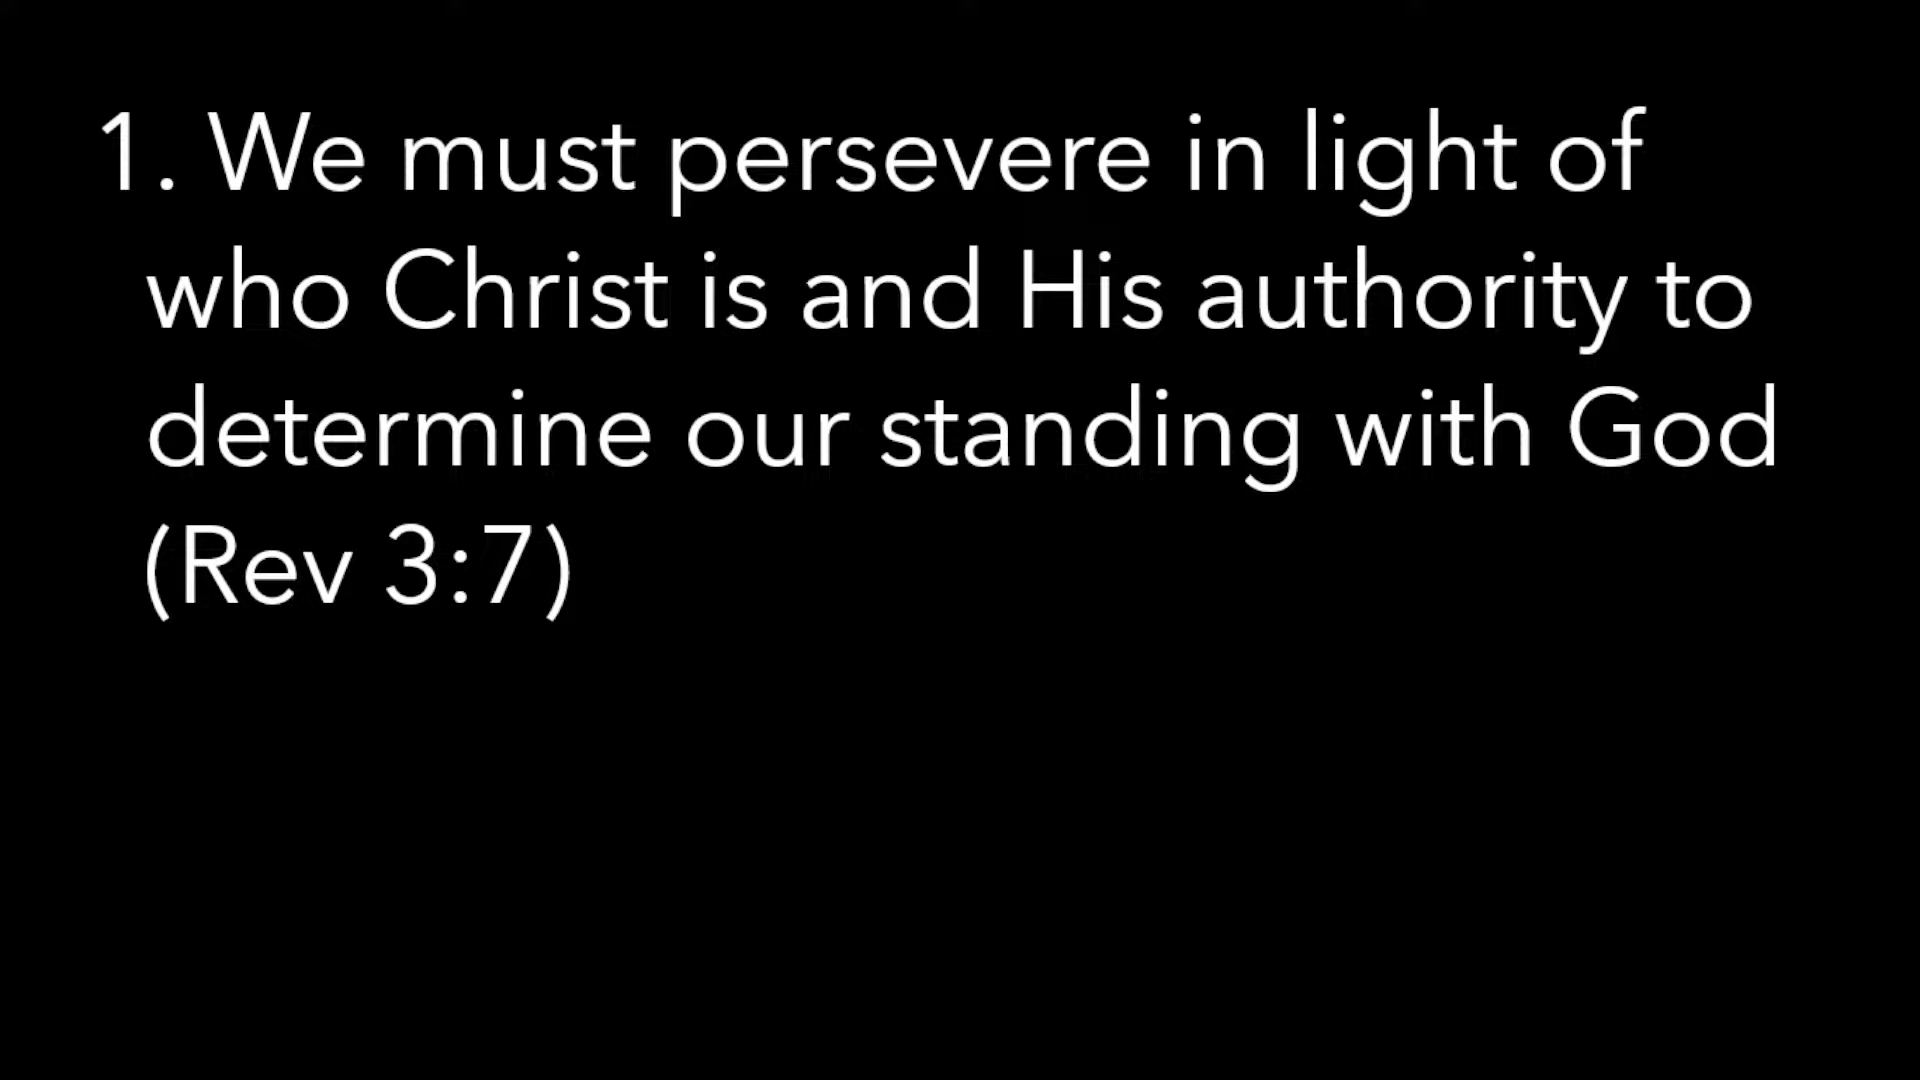 1. We must persevere in light of
who Christ is and His authority to
determine our standing with God
(Rev 3:7)